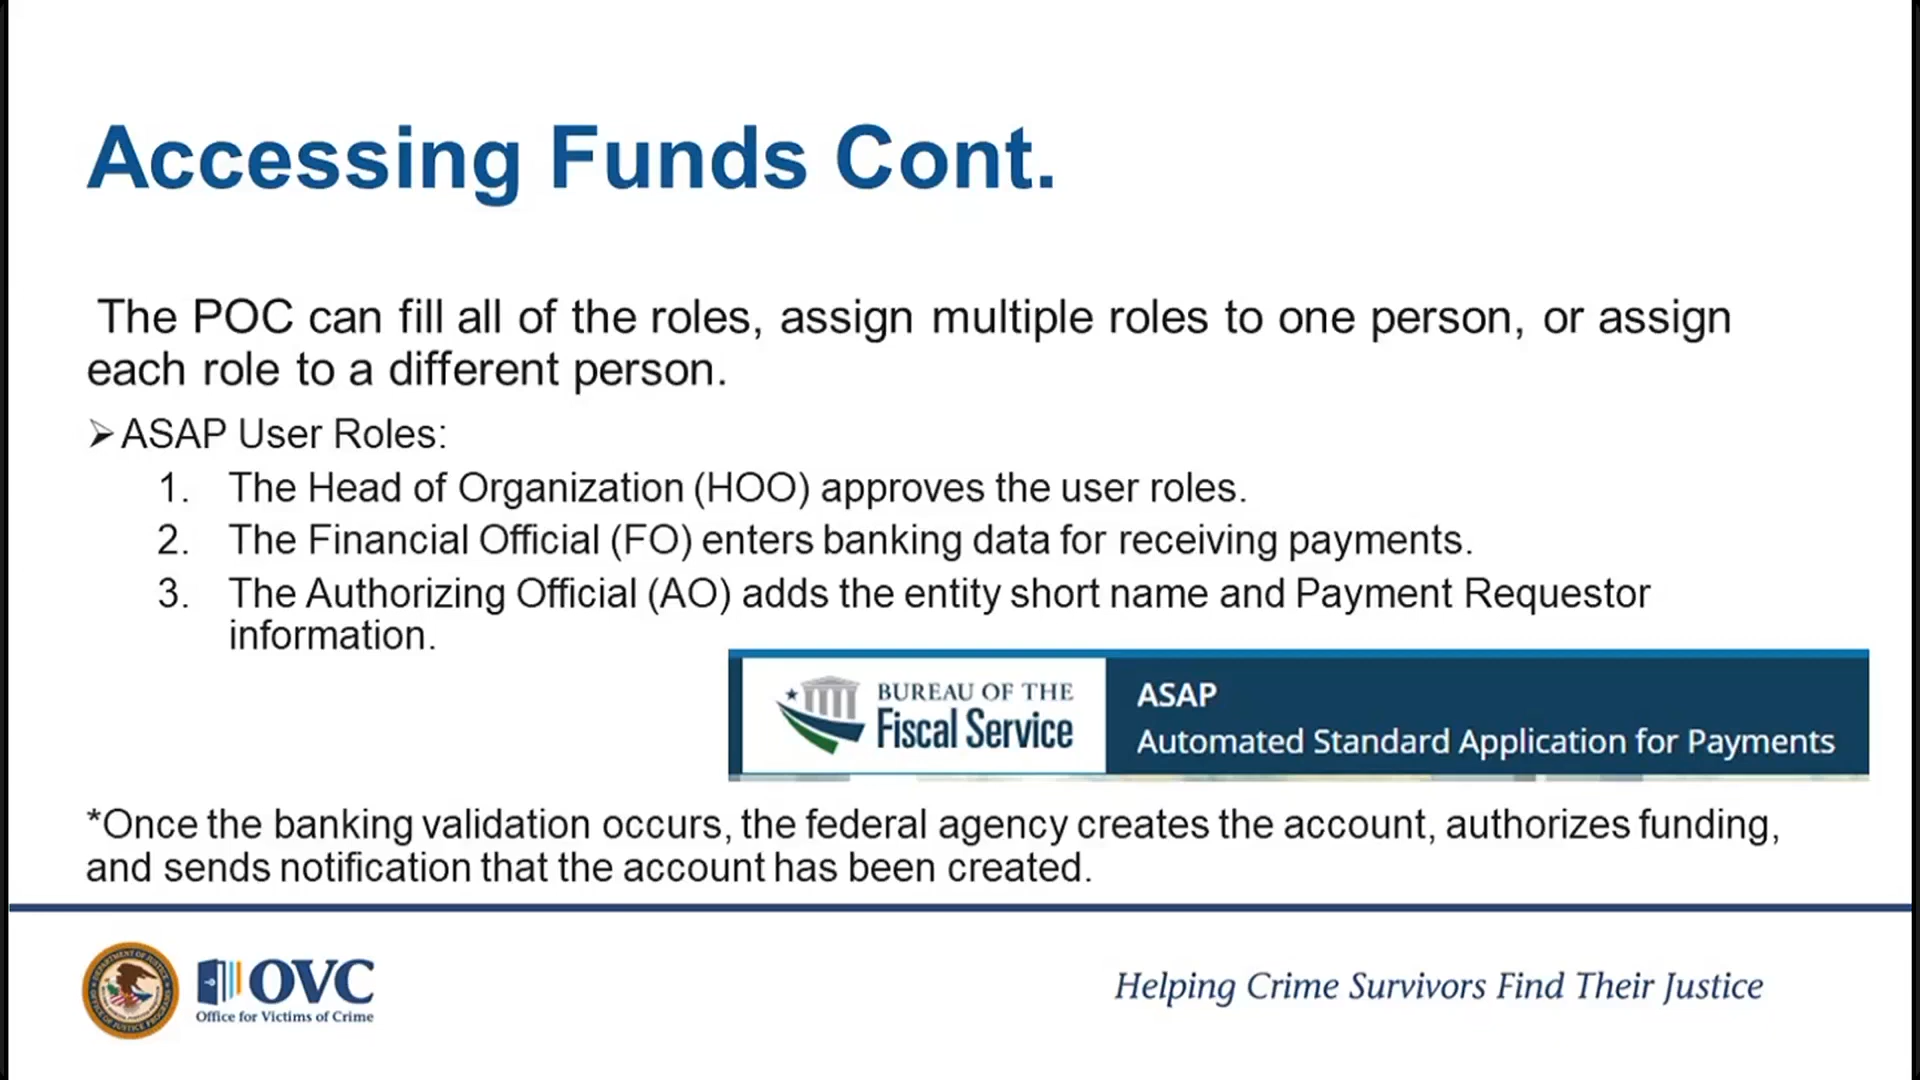 Accessing Funds Cont.
The POC can fill all of the roles, assign multiple roles to one person, or assign
each role to a different person.
➢ASAP User Roles:
1. The Head of Organization (HOO) approves the user roles.
2. The Financial Official (FO) enters banking data for receiving payments.
3. The Authorizing Official (AO) adds the entity short name and Payment Requestor
information.
BUREAU OF THE
Fiscal Service
ASAP
Automated Standard Application for Payments
*Once the banking validation occurs, the federal agency creates the account, authorizes funding,
and sends notification that the account has been created.
OVC
Office for Victims of Crime
Helping Crime Survivors Find Their Justice